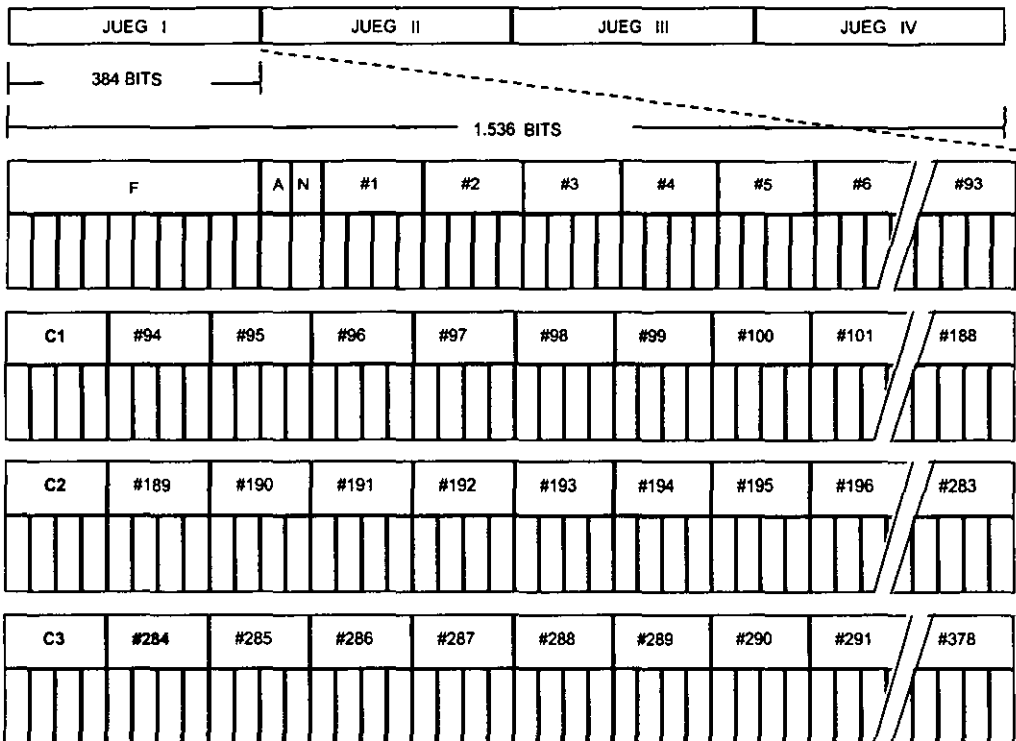 JUEG I JUEG II JUEG III JUEG IV
384 BITS
1.536 BITS
F A N #1 #2 #3 #4 #5 #6 #93
C1 #94 #95 #96 #97 #98 #99 #100 #101 #188
C2 #189 #190 #191 #192 #193 #194 #195 #196 #283
C3 #284 #285 #286 #287 #288 #289 #290 #291 #378